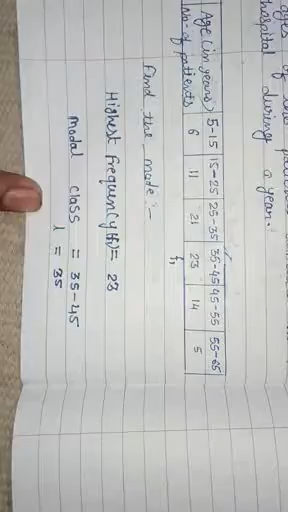 ages of the patients
hospital during a year.
Age (in years) 5-15 15-25 25-35 35-45 45-55 55-65
No- of patients 6 11 21 23 14 5
f₁
Find the mode :-
Highest frequen(y(f₁)= 23
Modal class = 35-45
l = 35